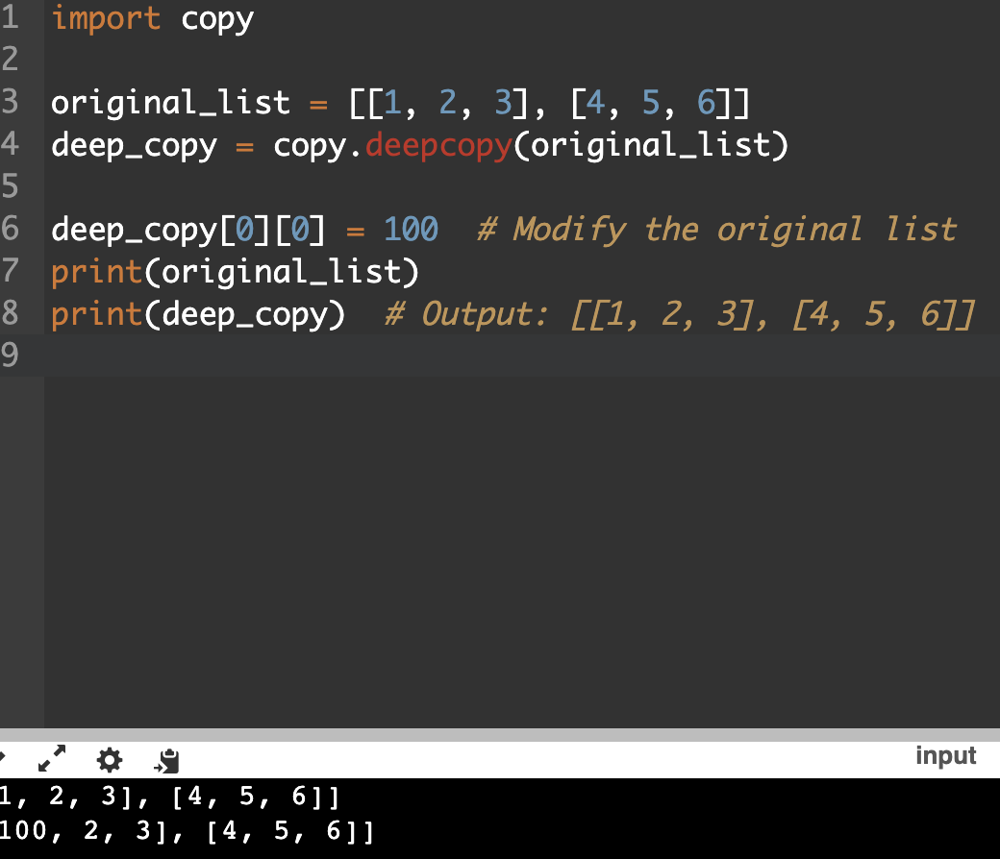 1 import copy
2
3 original_list = [[1, 2, 3], [4, 5, 6]]
4 deep_copy = copy.deepcopy(original_list)
5
6 deep_copy[0][0] = 100  # Modify the original list
7 print(original_list)
8 print(deep_copy)  # Output: [[1, 2, 3], [4, 5, 6]]
9
input
1, 2, 3], [4, 5, 6]]
100, 2, 3], [4, 5, 6]]